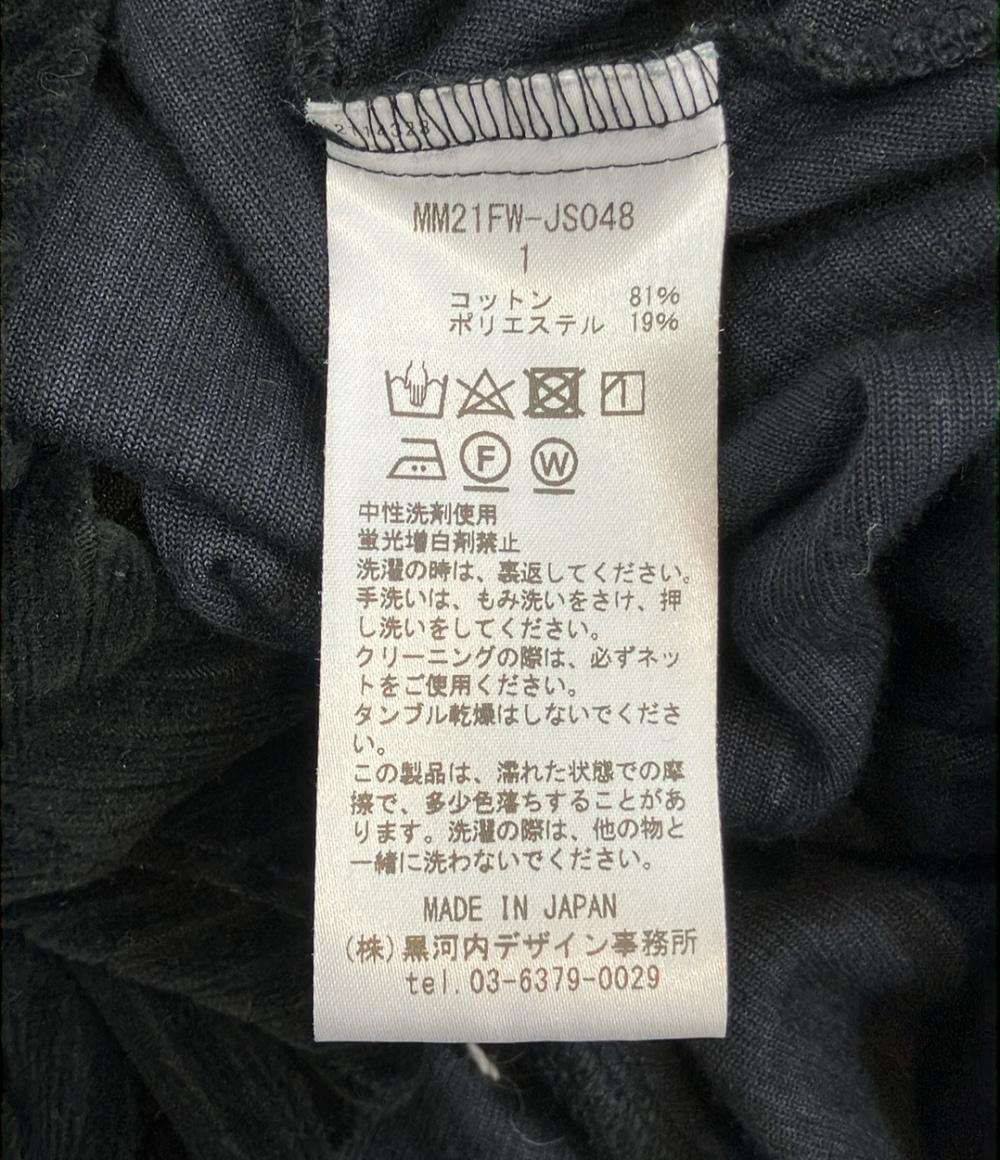 MM21FW-JS048
1
コットン 81%
ポリエステル 19%
F W
中性洗剤使用
蛍光増白剤禁止
洗濯の時は、裏返してください。
手洗いは、もみ洗いをさけ、押
し洗いをしてください。
クリーニングの際は、必ずネッ
トをご使用ください。
タンブル乾燥はしないでくださ
い。
この製品は、濡れた状態での摩
擦で、多少色落ちすることがあ
ります。洗濯の際は、他の物と
一緒に洗わないでください。
MADE IN JAPAN
(株)黒河内デザイン事務所
tel.03-6379-0029